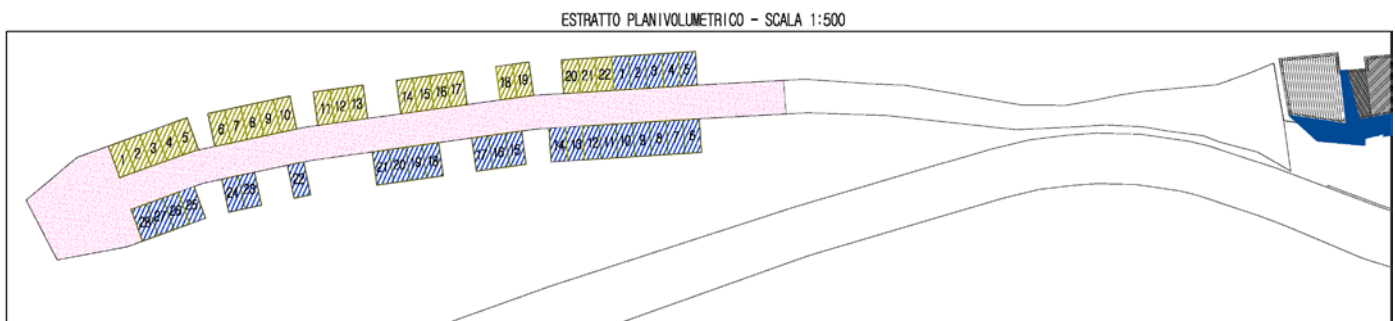 ESTRATTO PLANIVOLUMETRICO - SCALA 1:500
1 2 3 4 5
6 7 8 9 10
11 12 13
14 15 16 17
18 19
20 21 22 1 2 3 4 5
28 27 26 25
24 23
22
21 20 19 18
17 16 15
14 13 12 11 10 9 8 7 6